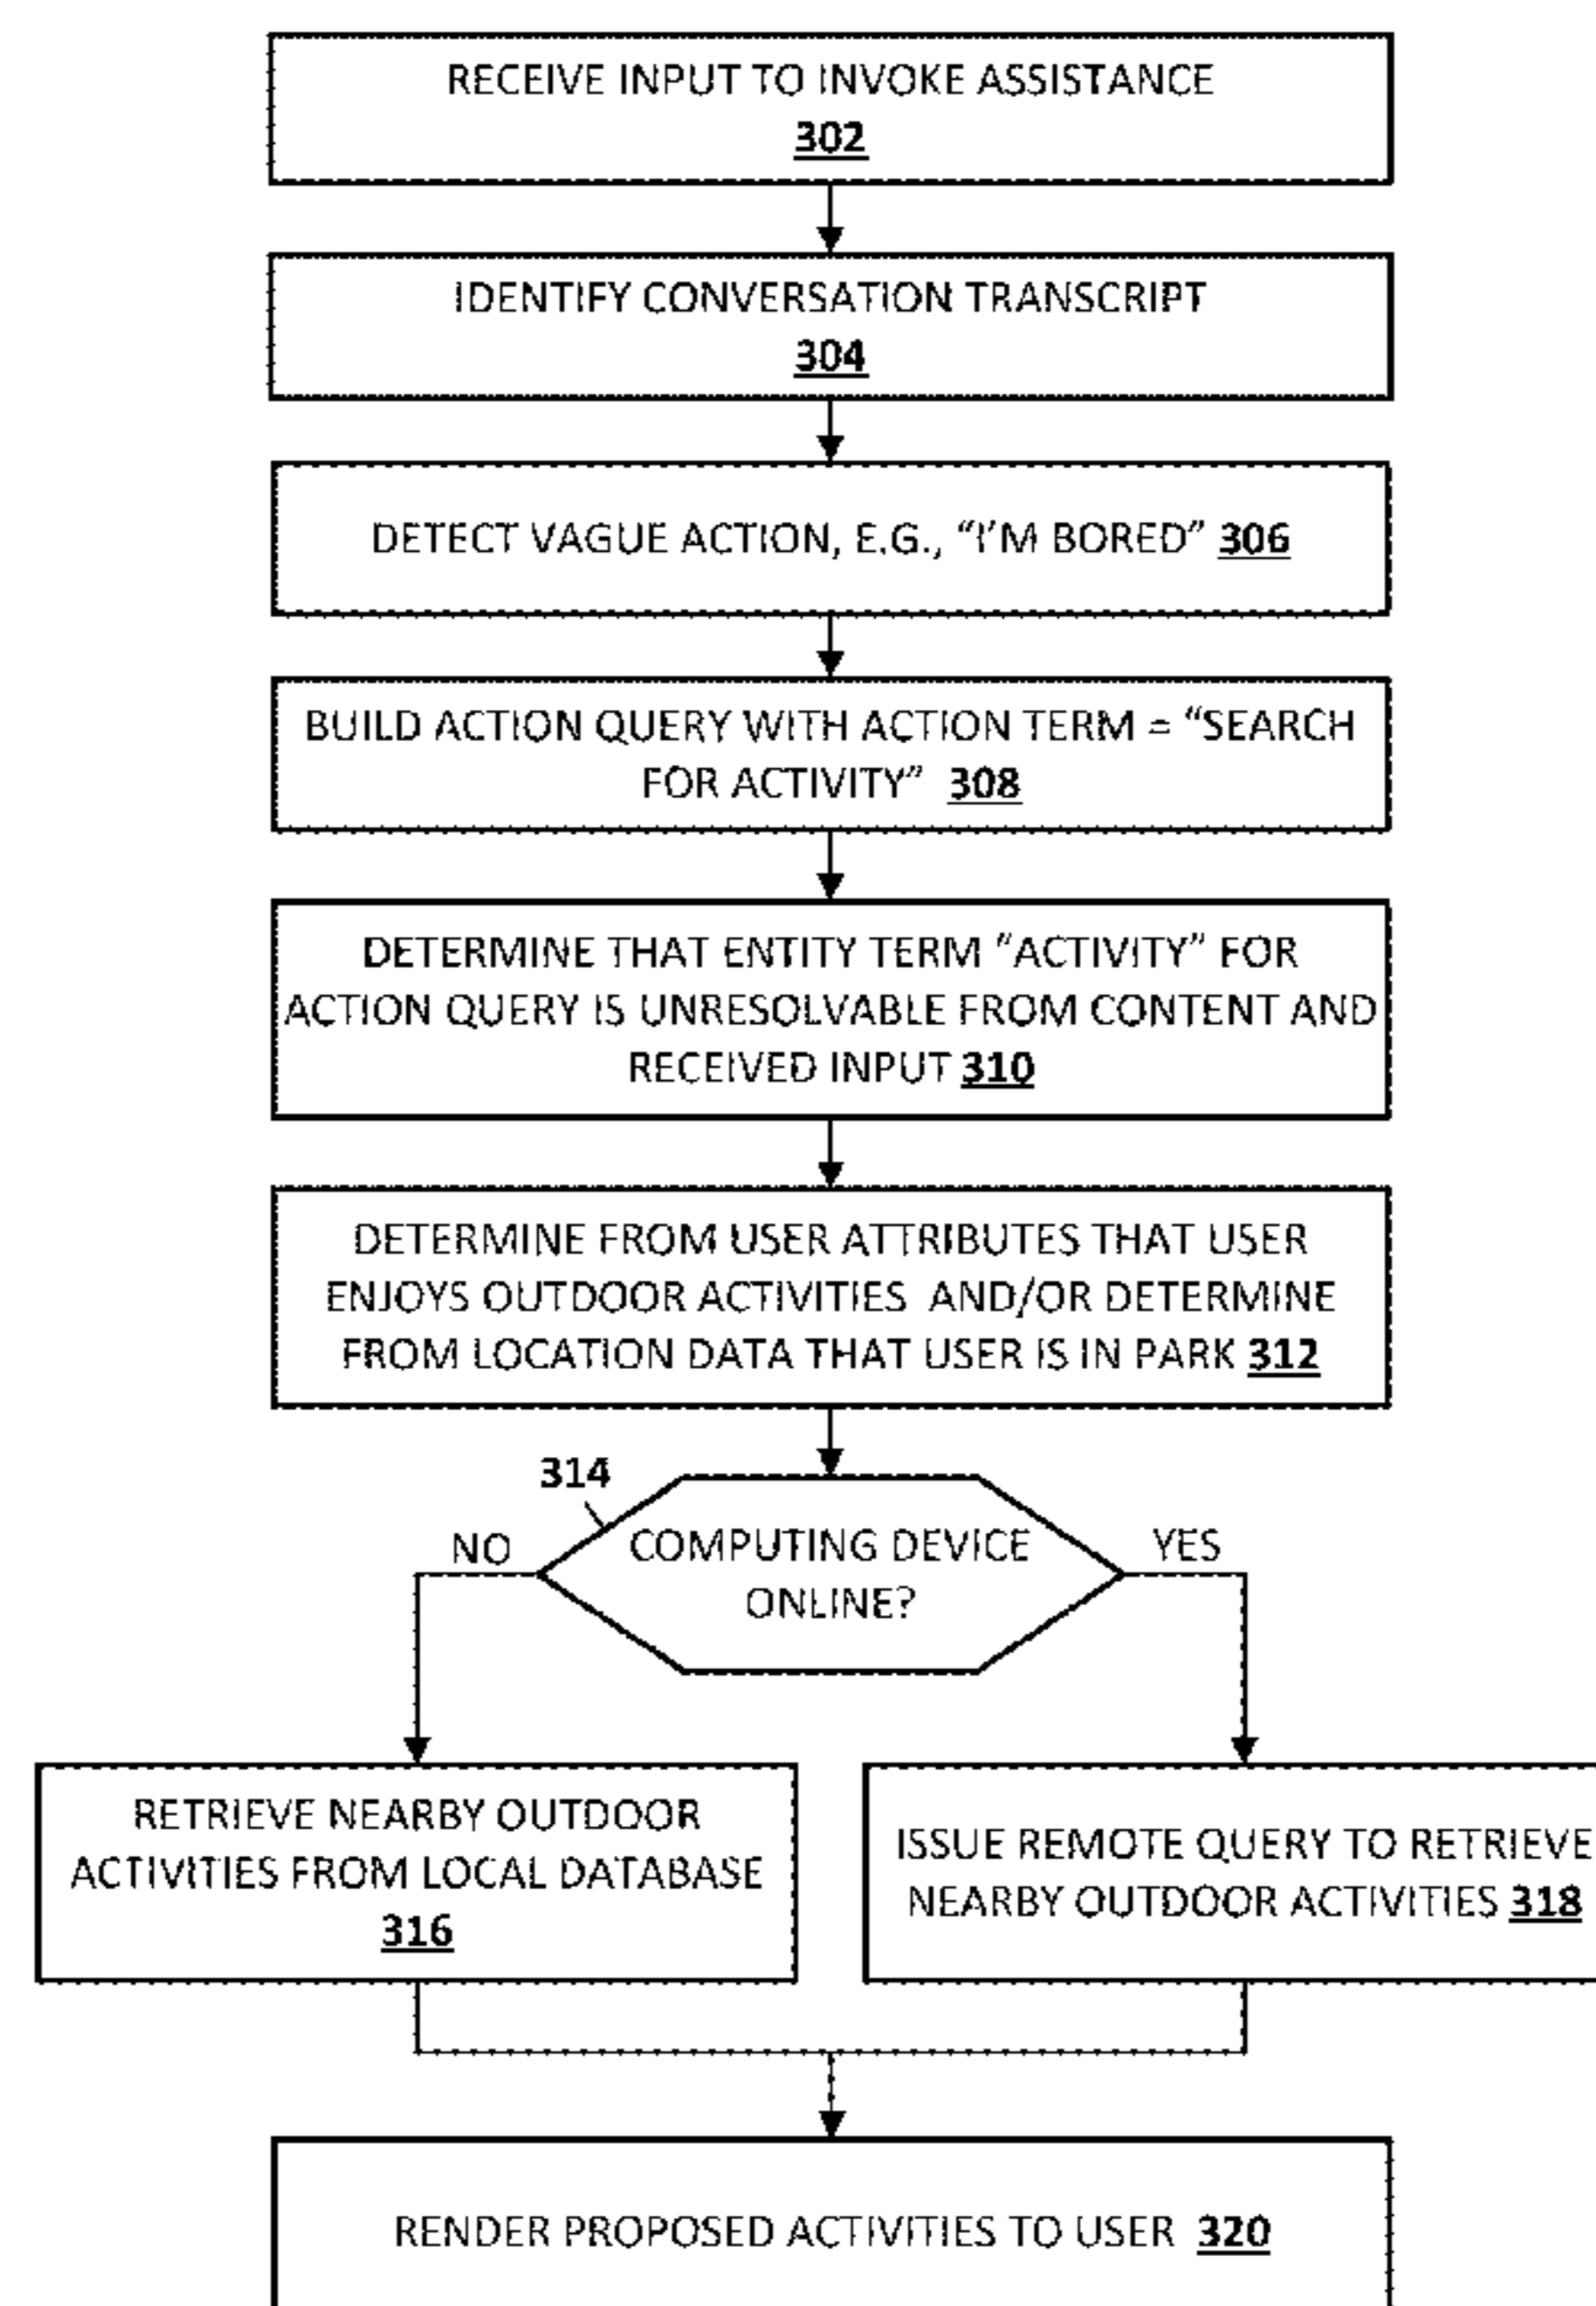 RECEIVE INPUT TO INVOKE ASSISTANCE
302
IDENTIFY CONVERSATION TRANSCRIPT
304
DETECT VAGUE ACTION, E.G., “I’M BORED” 306
BUILD ACTION QUERY WITH ACTION TERM = “SEARCH
FOR ACTIVITY” 308
DETERMINE THAT ENTITY TERM “ACTIVITY” FOR
ACTION QUERY IS UNRESOLVABLE FROM CONTENT AND
RECEIVED INPUT 310
DETERMINE FROM USER ATTRIBUTES THAT USER
ENJOYS OUTDOOR ACTIVITIES AND/OR DETERMINE
FROM LOCATION DATA THAT USER IS IN PARK 312
314
NO
COMPUTING DEVICE
ONLINE?
YES
RETRIEVE NEARBY OUTDOOR
ACTIVITIES FROM LOCAL DATABASE
316
ISSUE REMOTE QUERY TO RETRIEVE
NEARBY OUTDOOR ACTIVITIES 318
RENDER PROPOSED ACTIVITIES TO USER 320